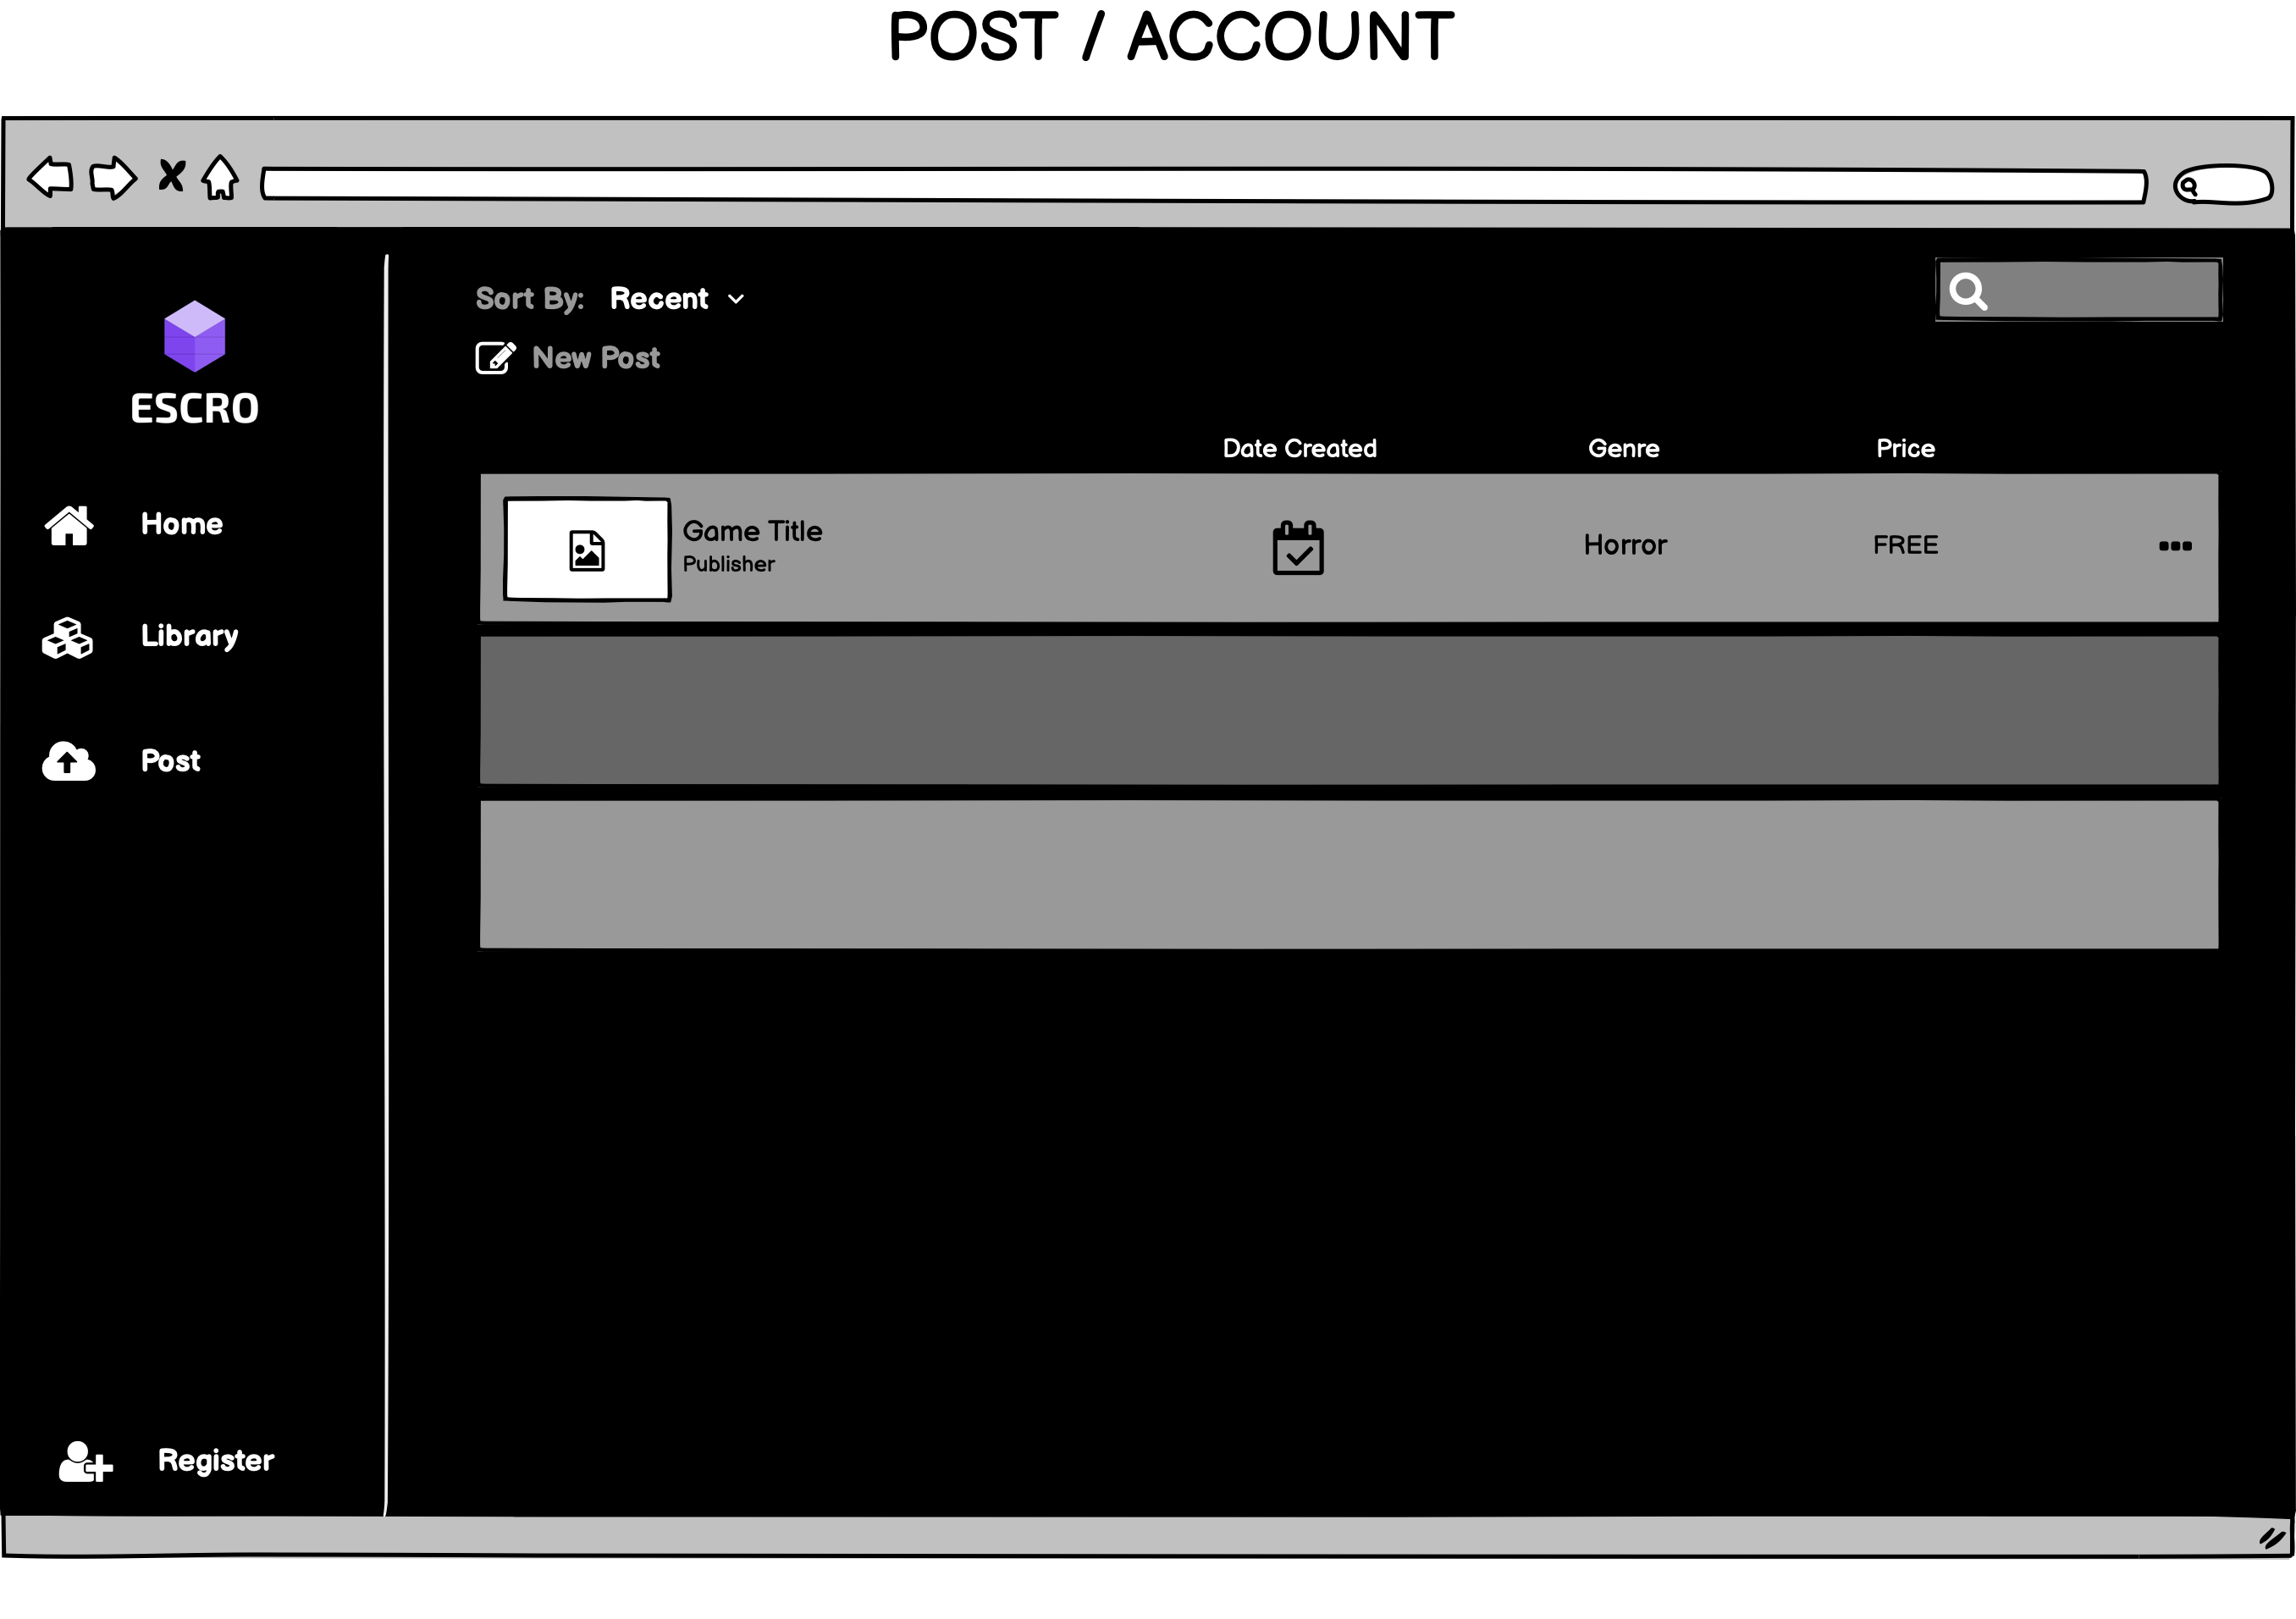 POST / ACCOUNT
ESCRO
Home
Library
Post
Register
Sort By: Recent
New Post
Date Created Genre Price
Game Title
Publisher
Horror FREE